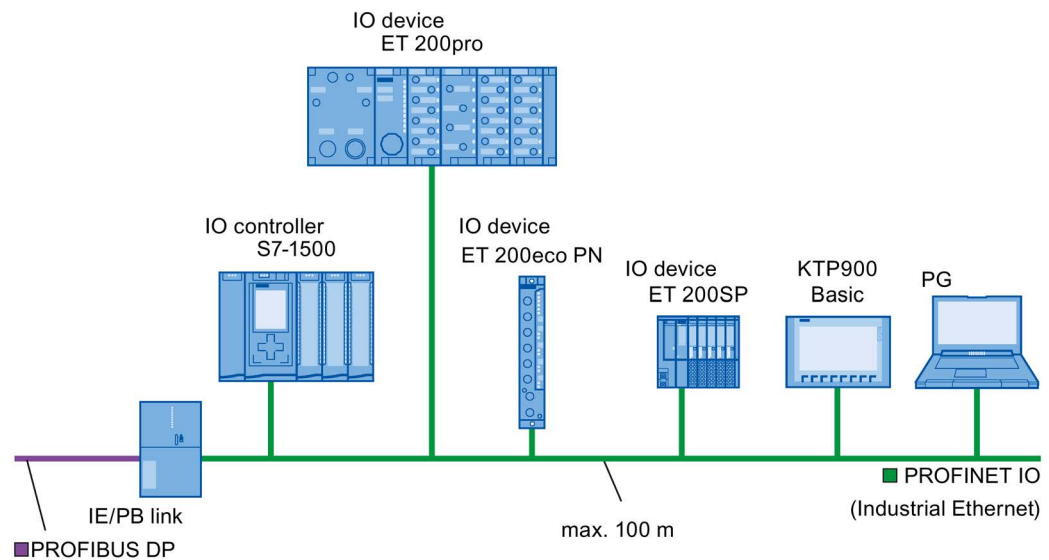 IO device
ET 200pro
IO controller
S7-1500
IO device
ET 200eco PN
IO device
ET 200SP
KTP900
Basic
PG
PROFINET IO
(Industrial Ethernet)
max. 100 m
IE/PB link
PROFIBUS DP